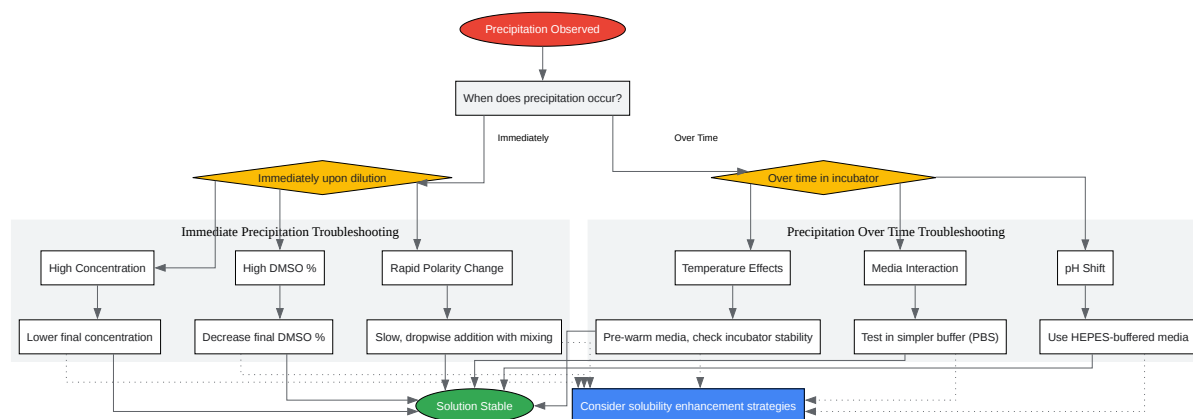 Precipitation Observed
When does precipitation occur?
Immediately
Over Time
Immediately upon dilution
Over time in incubator
Immediate Precipitation Troubleshooting
Precipitation Over Time Troubleshooting
High Concentration
High DMSO %
Rapid Polarity Change
Temperature Effects
Media Interaction
pH Shift
Lower final concentration
Decrease final DMSO %
Slow, dropwise addition with mixing
Pre-warm media, check incubator stability
Test in simpler buffer (PBS)
Use HEPES-buffered media
Solution Stable
Consider solubility enhancement strategies